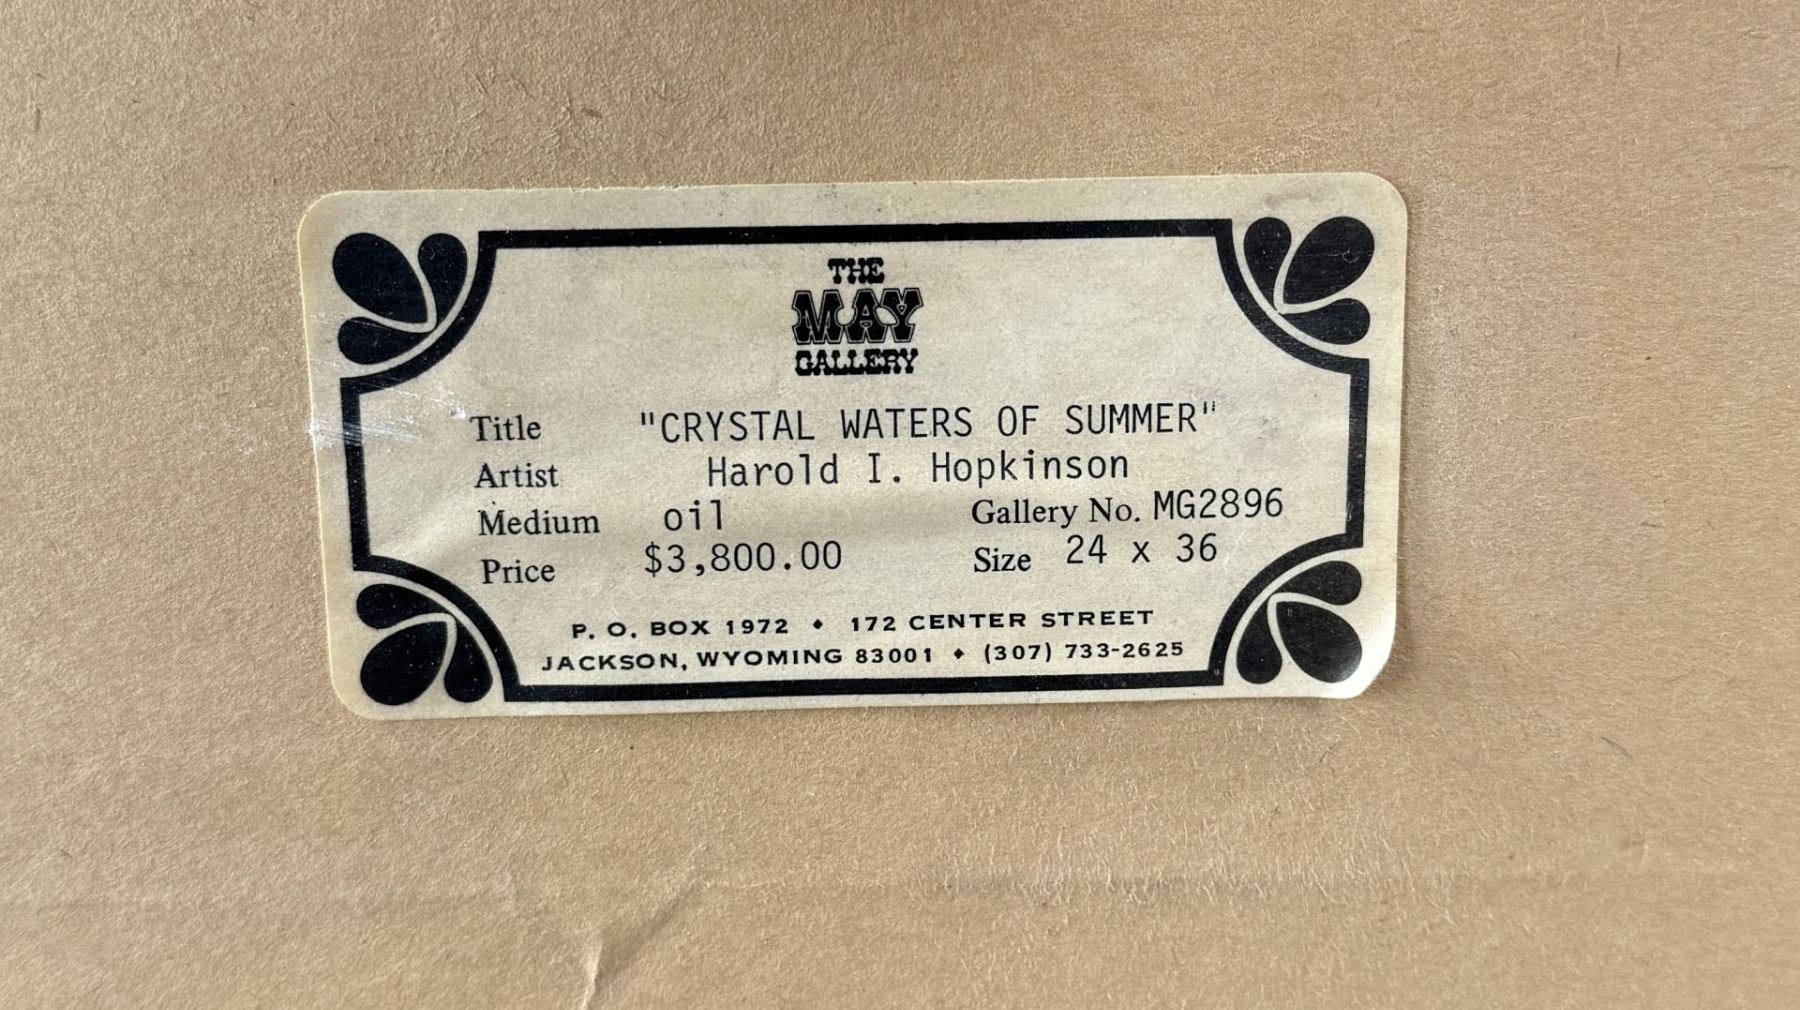 THE
MAY
GALLERY
Title "CRYSTAL WATERS OF SUMMER"
Artist Harold I. Hopkinson
Medium oil Gallery No. MG2896
Price $3,800.00 Size 24 x 36
P. O. BOX 1972 ♦ 172 CENTER STREET
JACKSON, WYOMING 83001 ♦ (307) 733-2625